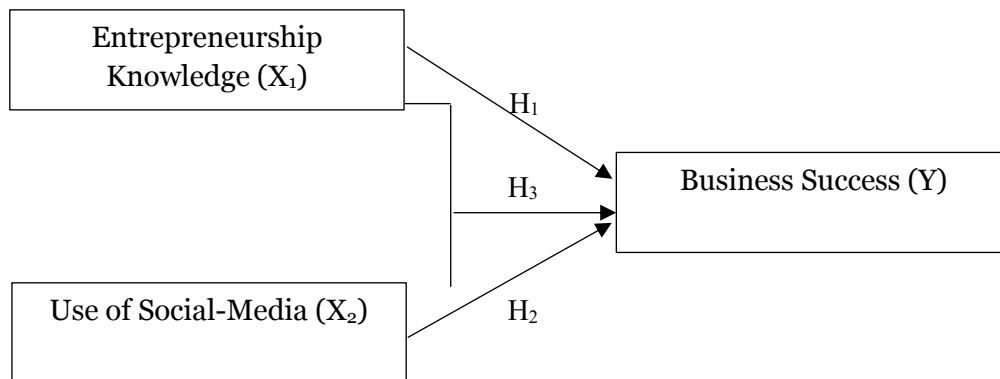 Entrepreneurship
Knowledge (X₁)
H₁
Business Success (Y)
H₃
Use of Social-Media (X₂)
H₂